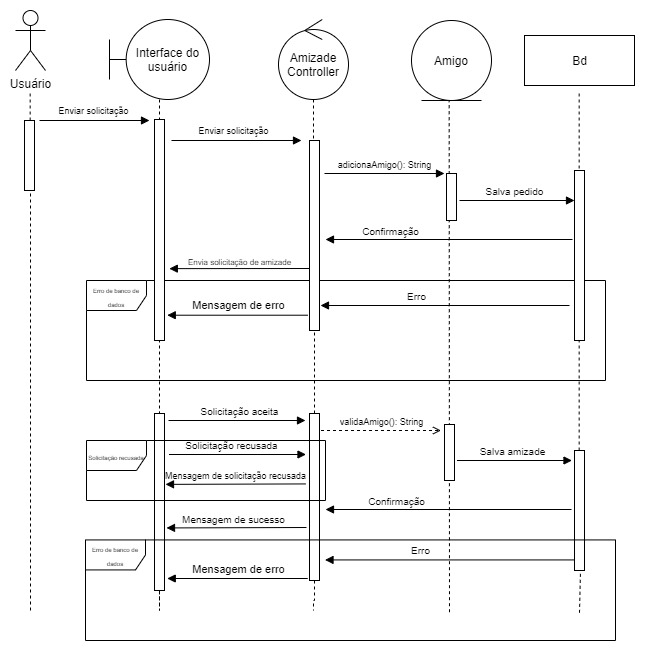 Usuário
Interface do
usuário
Amizade
Controller
Amigo
Bd
Enviar solicitação
Enviar solicitação
adicionaAmigo(): String
Salva pedido
Confirmação
Envia solicitação de amizade
Erro de banco de
dados
Mensagem de erro
Erro
Solicitação aceita
validaAmigo(): String
Solicitação recusada
Solicitação recusada
Salva amizade
Mensagem de solicitação recusada
Confirmação
Mensagem de sucesso
Erro de banco de
dados
Erro
Mensagem de erro